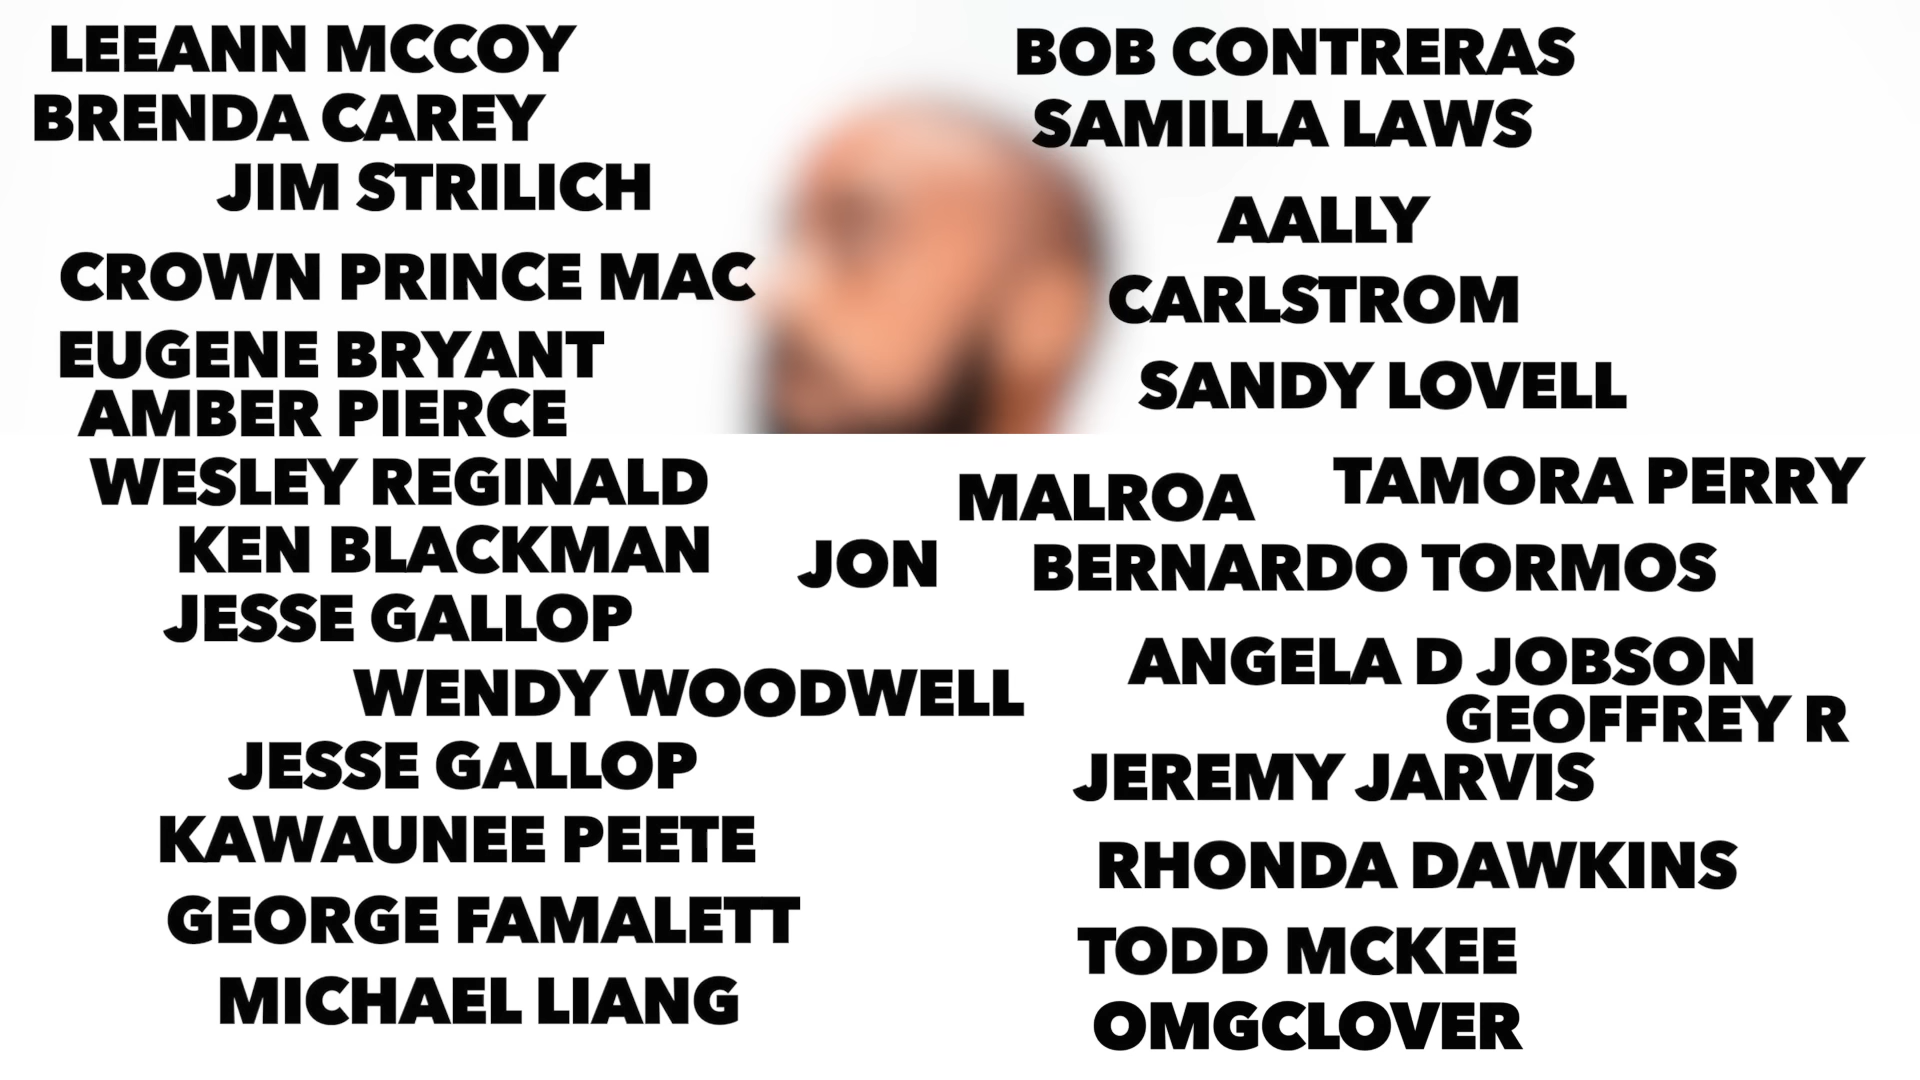 LEEANN MCCOY
BRENDA CAREY
JIM STRILICH
CROWN PRINCE MAC
EUGENE BRYANT
AMBER PIERCE
WESLEY REGINALD
KEN BLACKMAN
JESSE GALLOP
WENDY WOODWELL
JESSE GALLOP
KAWAUNEE PEETE
GEORGE FAMALETT
MICHAEL LIANG
JON
BOB CONTRERAS
SAMILLA LAWS
AALLY
CARLSTROM
SANDY LOVELL
TAMORA PERRY
MALROA
BERNARDO TORMOS
ANGELA D JOBSON
GEOFFREY R
JEREMY JARVIS
RHONDA DAWKINS
TODD MCKEE
OMGCLOVER